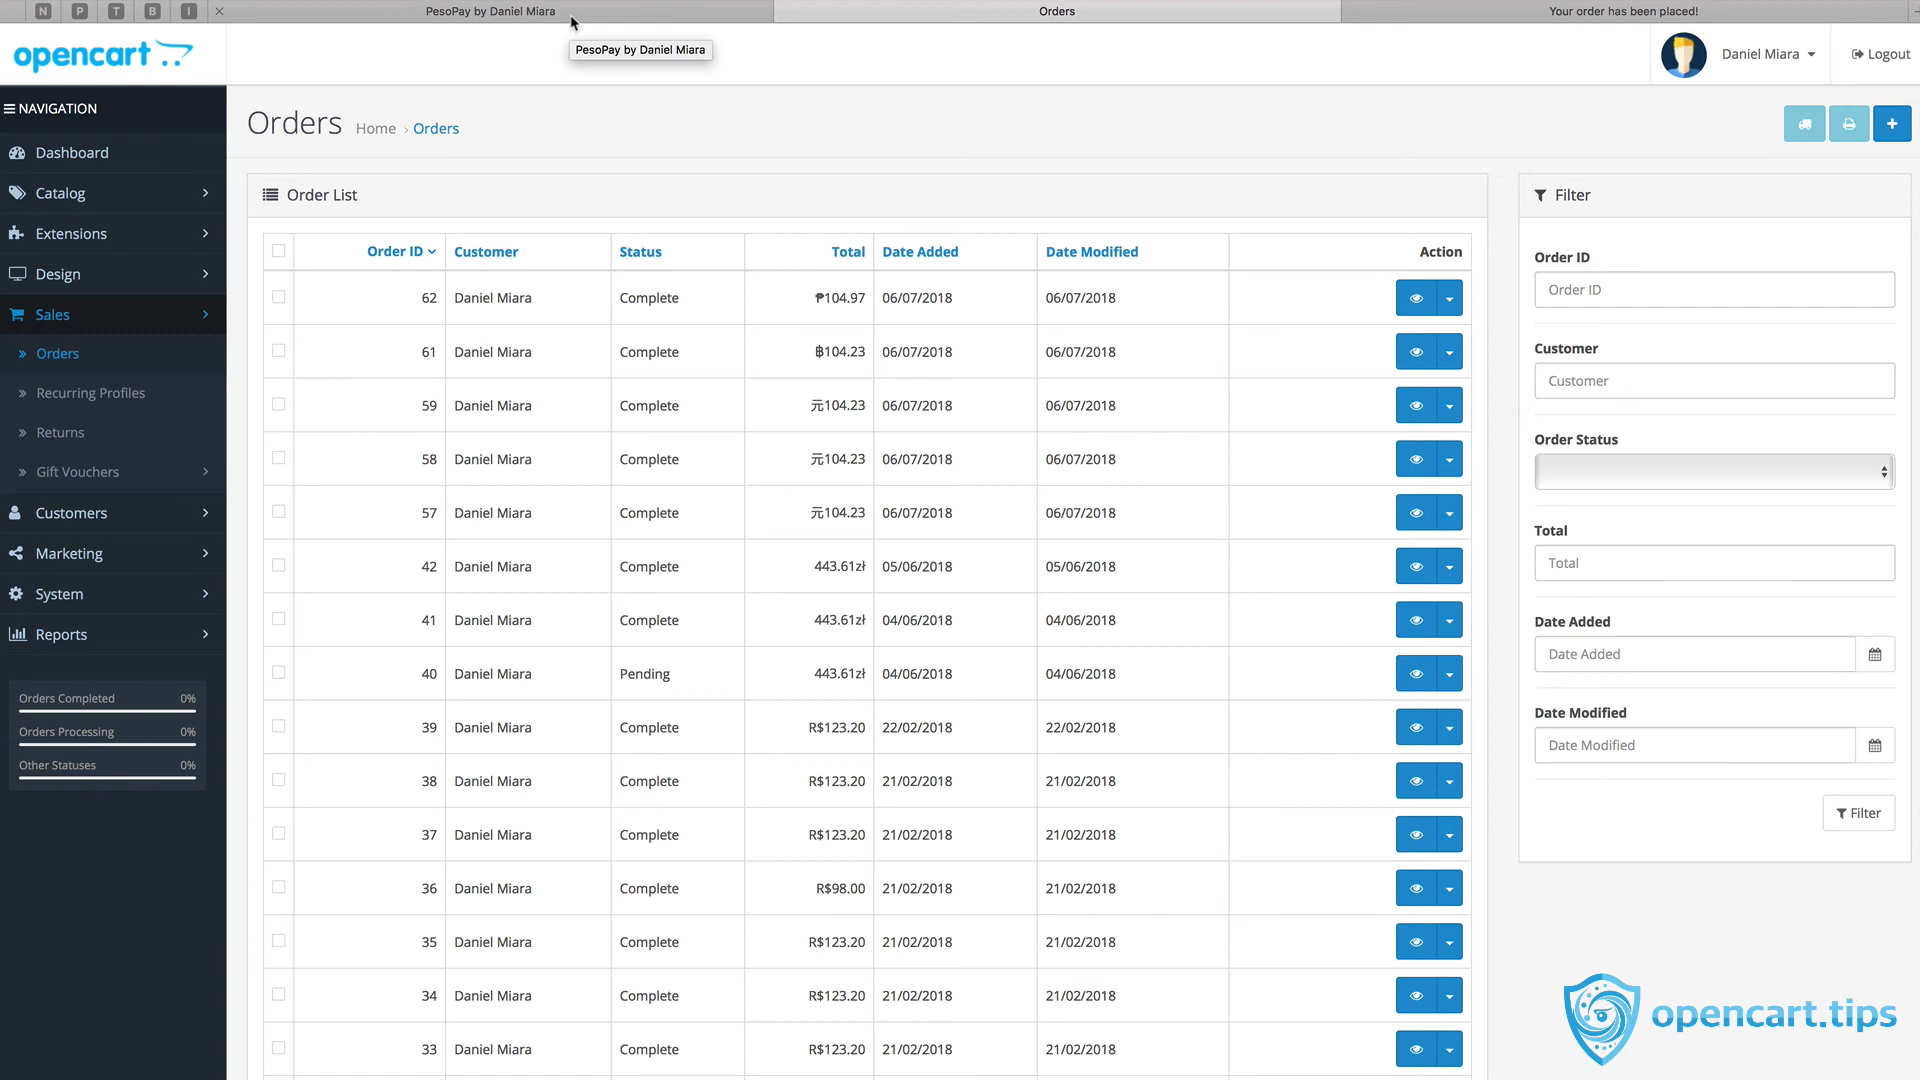 N P T B I
PesoPay by Daniel Miara
Orders
Your order has been placed!
PesoPay by Daniel Miara
opencart
Daniel Miara
Logout
NAVIGATION
Dashboard
Catalog
Extensions
Design
Sales
Orders
Recurring Profiles
Returns
Gift Vouchers
Customers
Marketing
System
Reports
Orders Completed 0%
Orders Processing 0%
Other Statuses 0%
Orders Home › Orders
Order List
Order ID Customer Status Total Date Added Date Modified Action
62 Daniel Miara Complete ₱104.97 06/07/2018 06/07/2018
61 Daniel Miara Complete ฿104.23 06/07/2018 06/07/2018
59 Daniel Miara Complete 元104.23 06/07/2018 06/07/2018
58 Daniel Miara Complete 元104.23 06/07/2018 06/07/2018
57 Daniel Miara Complete 元104.23 06/07/2018 06/07/2018
42 Daniel Miara Complete 443.61zł 05/06/2018 05/06/2018
41 Daniel Miara Complete 443.61zł 04/06/2018 04/06/2018
40 Daniel Miara Pending 443.61zł 04/06/2018 04/06/2018
39 Daniel Miara Complete R$123.20 22/02/2018 22/02/2018
38 Daniel Miara Complete R$123.20 21/02/2018 21/02/2018
37 Daniel Miara Complete R$123.20 21/02/2018 21/02/2018
36 Daniel Miara Complete R$98.00 21/02/2018 21/02/2018
35 Daniel Miara Complete R$123.20 21/02/2018 21/02/2018
34 Daniel Miara Complete R$123.20 21/02/2018 21/02/2018
33 Daniel Miara Complete R$123.20 21/02/2018 21/02/2018
Filter
Order ID
Order ID
Customer
Customer
Order Status
Total
Total
Date Added
Date Added
Date Modified
Date Modified
Filter
opencart.tips